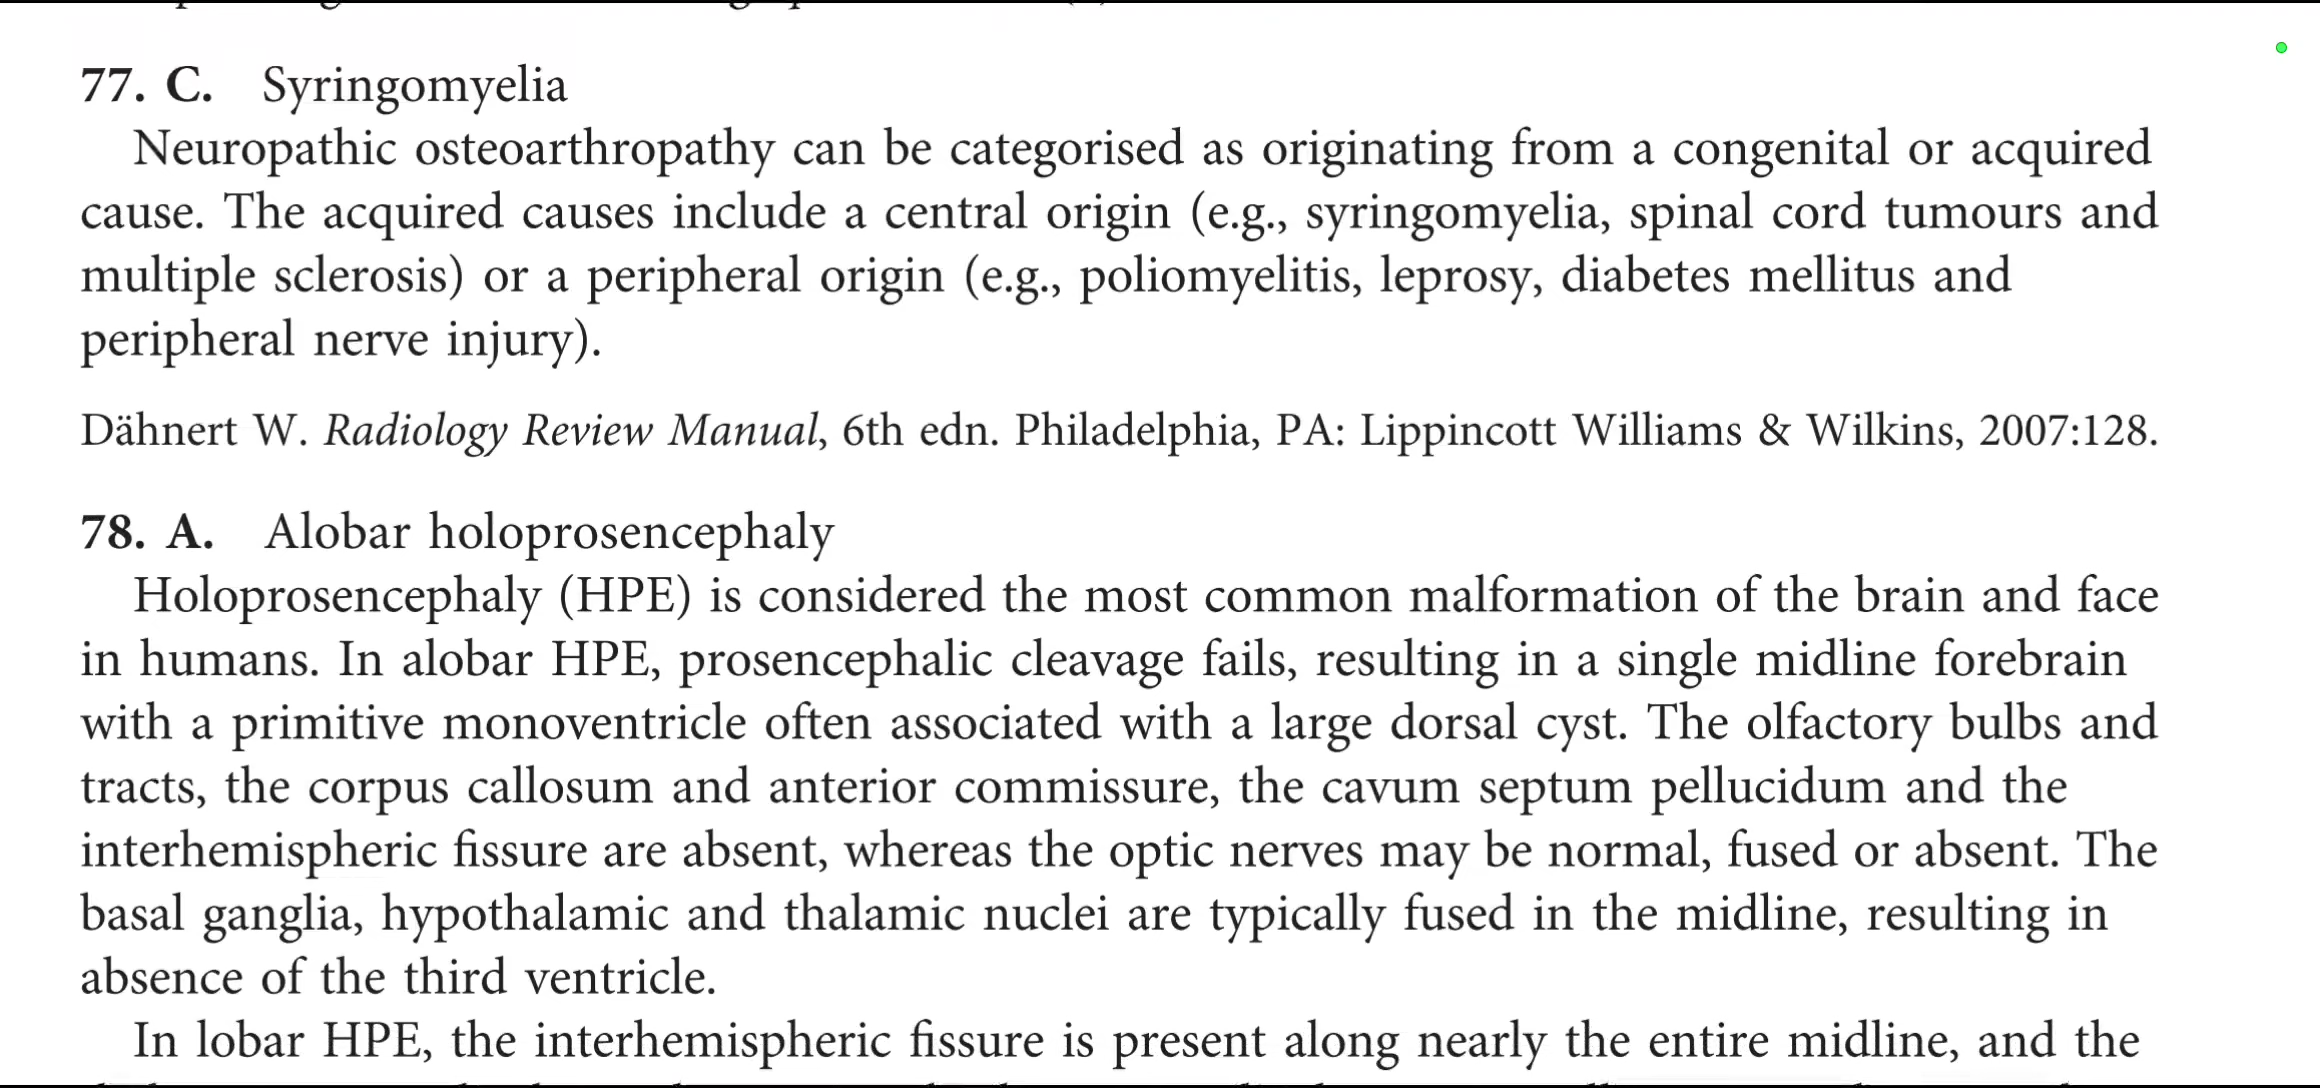 77. C. Syringomyelia
Neuropathic osteoarthropathy can be categorised as originating from a congenital or acquired
cause. The acquired causes include a central origin (e.g., syringomyelia, spinal cord tumours and
multiple sclerosis) or a peripheral origin (e.g., poliomyelitis, leprosy, diabetes mellitus and
peripheral nerve injury).
Dähnert W. Radiology Review Manual, 6th edn. Philadelphia, PA: Lippincott Williams & Wilkins, 2007:128.
78. A. Alobar holoprosencephaly
Holoprosencephaly (HPE) is considered the most common malformation of the brain and face
in humans. In alobar HPE, prosencephalic cleavage fails, resulting in a single midline forebrain
with a primitive monoventricle often associated with a large dorsal cyst. The olfactory bulbs and
tracts, the corpus callosum and anterior commissure, the cavum septum pellucidum and the
interhemispheric fissure are absent, whereas the optic nerves may be normal, fused or absent. The
basal ganglia, hypothalamic and thalamic nuclei are typically fused in the midline, resulting in
absence of the third ventricle.
In lobar HPE, the interhemispheric fissure is present along nearly the entire midline, and the